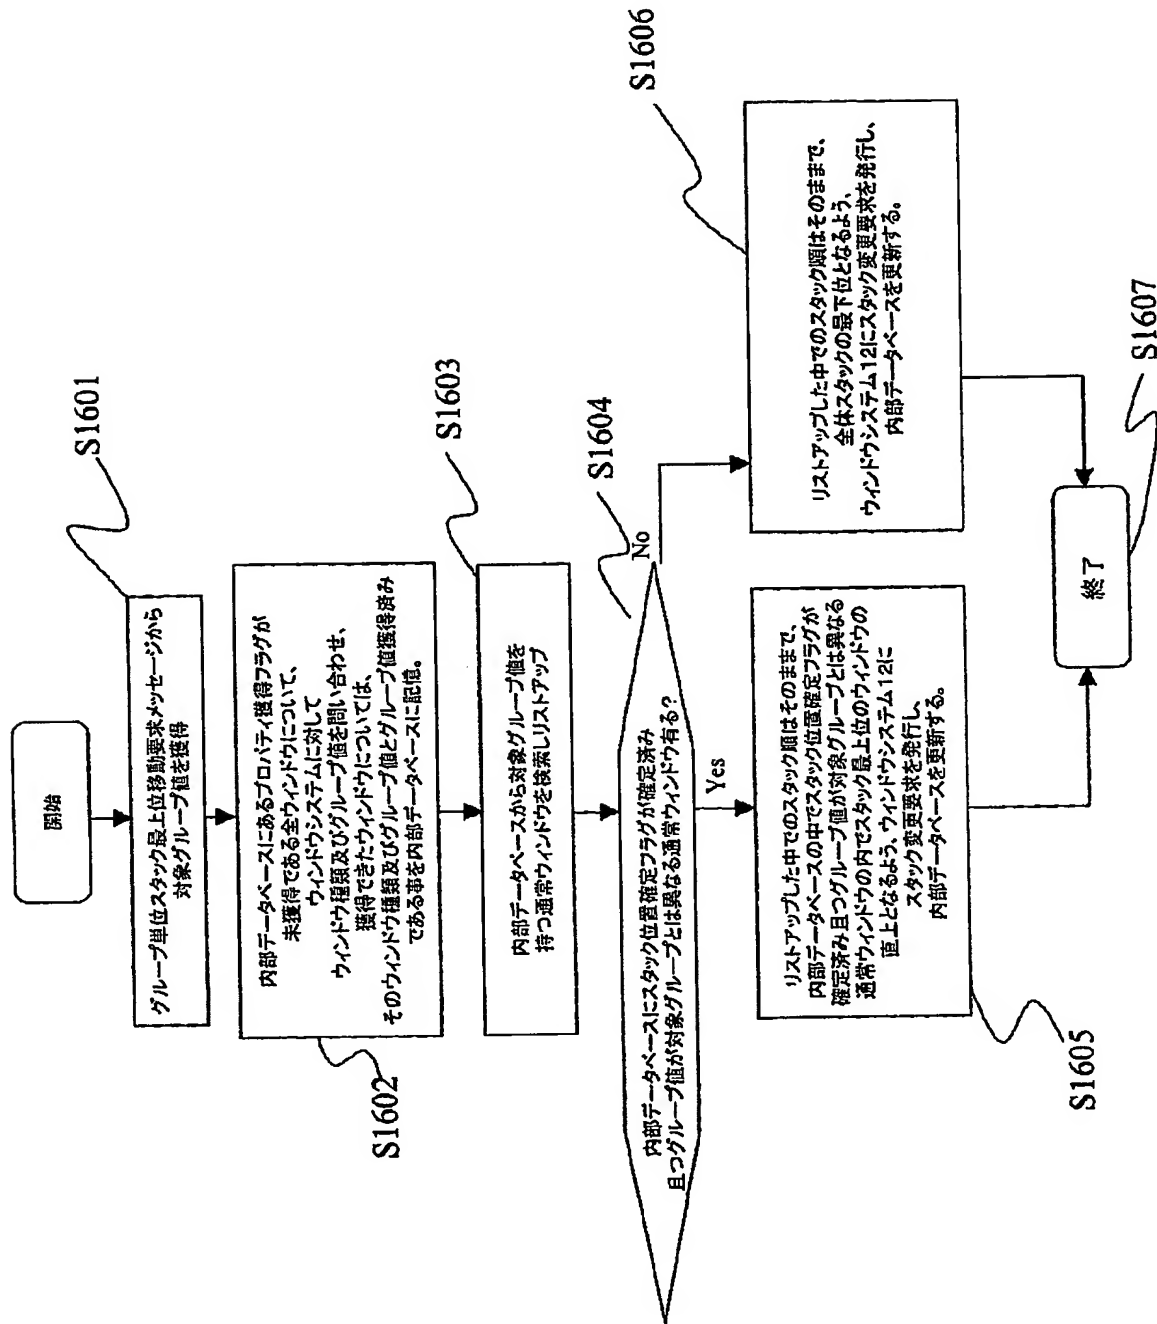 開始
S1601
グループ単位スタック最上位移動要求メッセージから
対象グループ値を獲得
S1602
内部データベースにあるプロパティ獲得フラグが
未獲得である全ウィンドウについて、
ウィンドウシステムに対して
ウィンドウ種類及びグループ値を問い合わせ、
獲得できたウィンドウについては、
そのウィンドウ種類及びグループ値とグループ値獲得済み
である事を内部データベースに記憶。
S1603
内部データベースから対象グループ値を
持つ通常ウィンドウを検索しリストアップ
S1604
内部データベースにスタック位置確定フラグが確定済み
且つグループ値が対象グループとは異なる通常ウィンドウ有る?
Yes
No
S1605
リストアップした中でのスタック順はそのままで、
内部データベースの中でスタック位置確定フラグが
確定済み且つグループ値が対象グループとは異なる
通常ウィンドウの内でスタック最上位のウィンドウの
直上となるよう、ウィンドウシステム12に
スタック変更要求を発行し、
内部データベースを更新する。
S1606
リストアップした中でのスタック順はそのままで、
全体スタックの最下位となるよう、
ウィンドウシステム12にスタック変更要求を発行し、
内部データベースを更新する。
S1607
終了